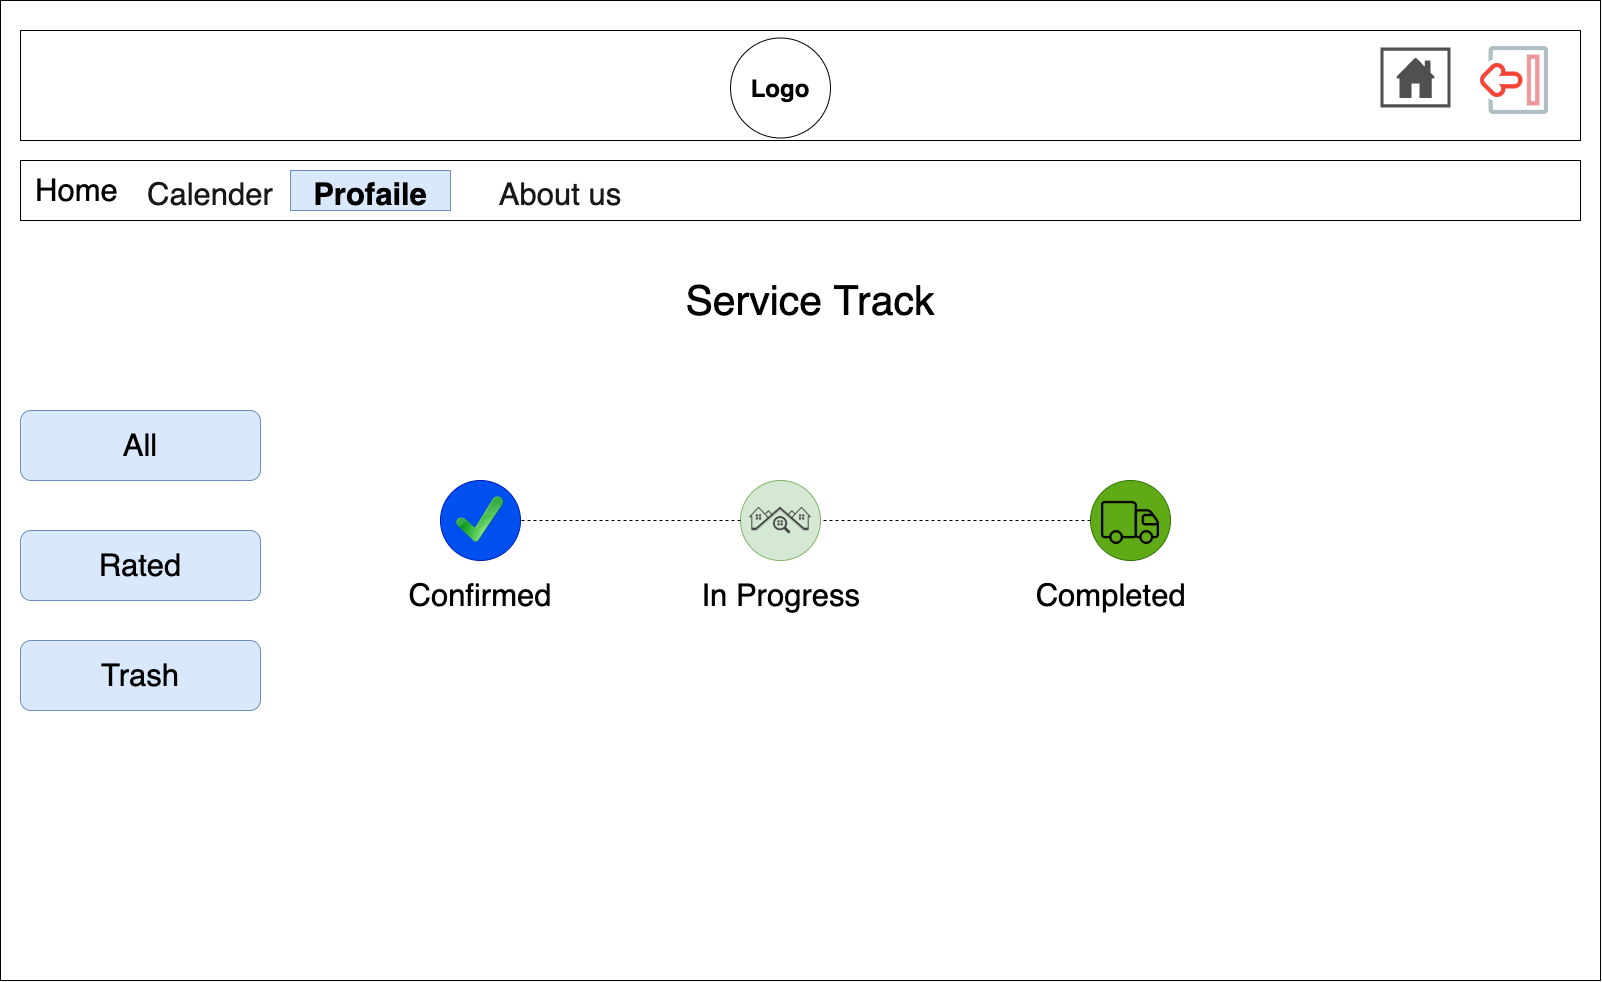 Logo
Home
Calender
Profaile
About us
Service Track
All
Rated
Trash
Confirmed
In Progress
Completed